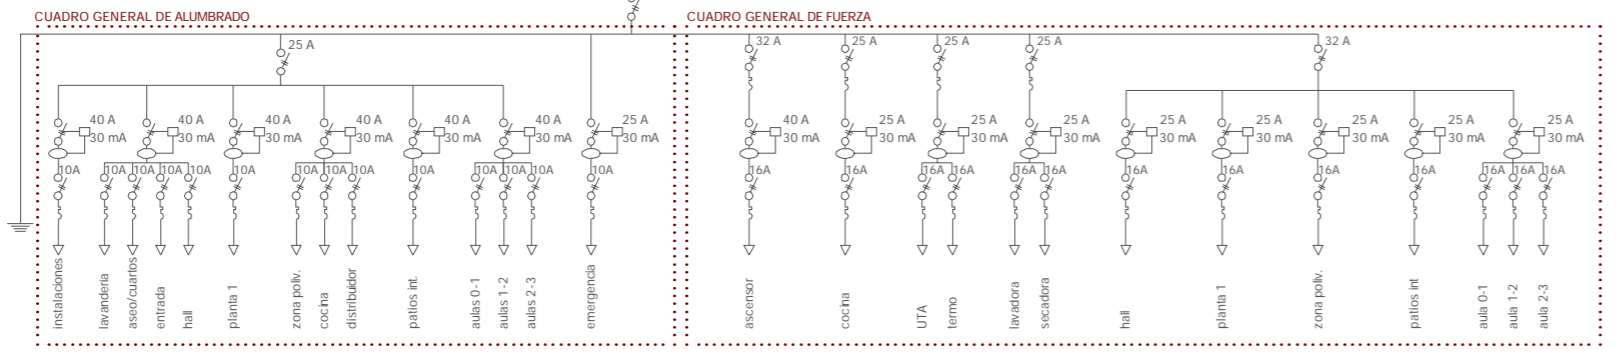 CUADRO GENERAL DE ALUMBRADO
CUADRO GENERAL DE FUERZA
25 A
32 A
25 A
25 A
25 A
32 A
40 A
30 mA
40 A
30 mA
40 A
30 mA
40 A
30 mA
40 A
30 mA
40 A
30 mA
25 A
30 mA
40 A
30 mA
25 A
30 mA
25 A
30 mA
25 A
30 mA
25 A
30 mA
25 A
30 mA
25 A
30 mA
25 A
30 mA
25 A
30 mA
10A
10A
10A
10A
10A
10A
10A
10A
10A
10A
10A
10A
10A
10A
16A
16A
16A
16A
16A
16A
16A
16A
16A
16A
16A
16A
16A
instalaciones
lavanderia
aseo/cuartos
entrada
hall
planta 1
zona poliv.
cocina
distribuidor
patios int.
aulas 0-1
aulas 1-2
aulas 2-3
emergencia
ascensor
cocina
UTA
termo
lavadora
secadora
hall
planta 1
zona poliv.
patios int
aula 0-1
aula 1-2
aula 2-3